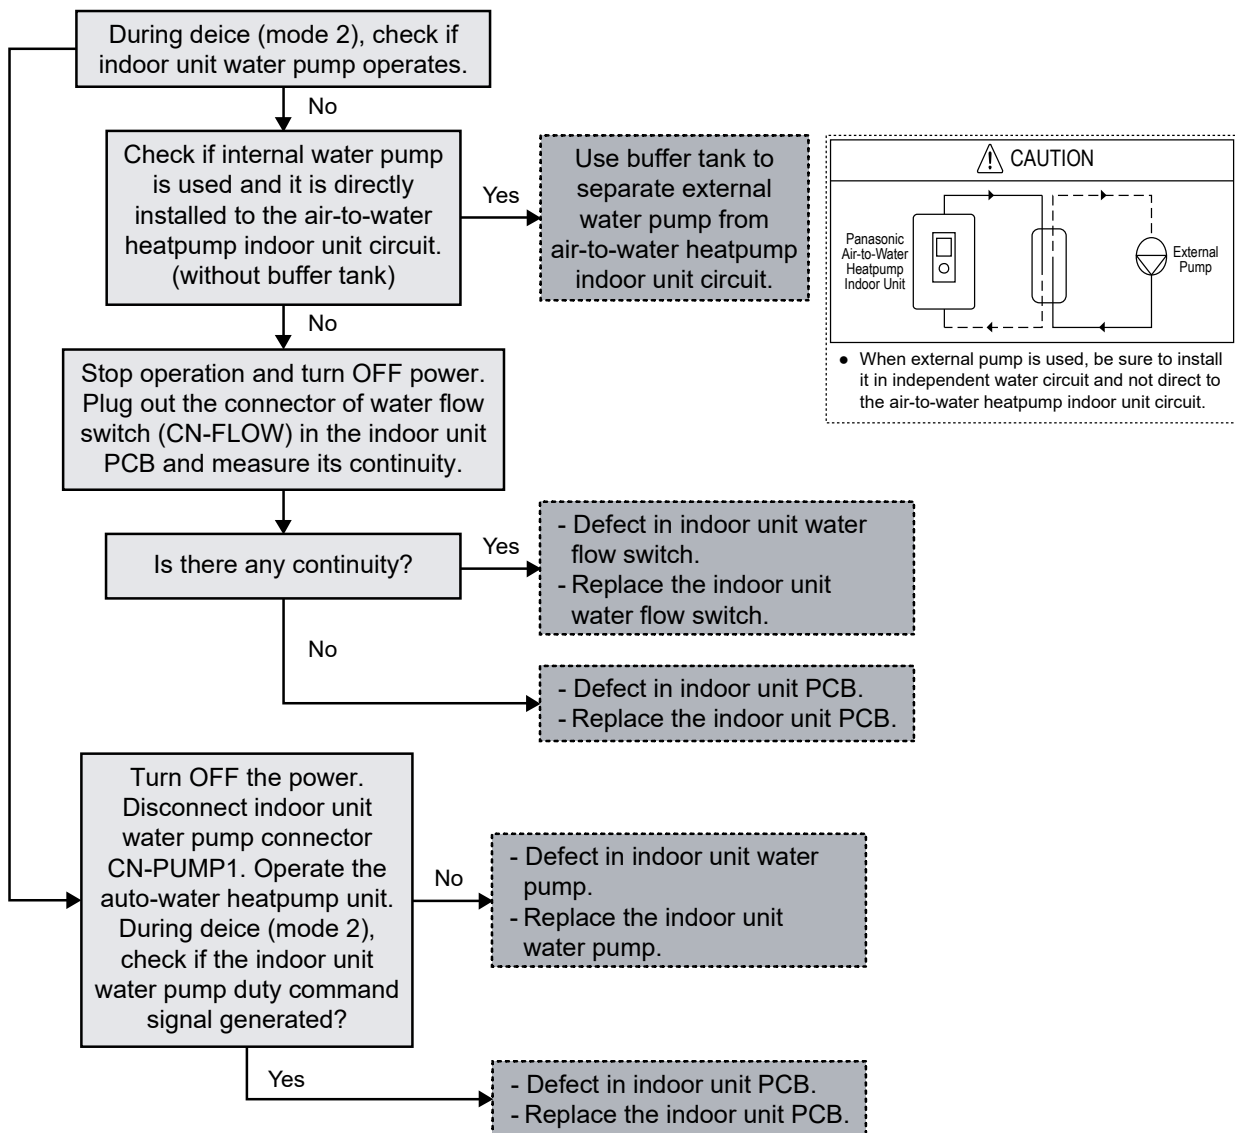 During deice (mode 2), check if
indoor unit water pump operates.
No
Check if internal water pump
is used and it is directly
installed to the air-to-water
heatpump indoor unit circuit.
(without buffer tank)
Yes
Use buffer tank to
separate external
water pump from
air-to-water heatpump
indoor unit circuit.
CAUTION
Panasonic
Air-to-Water
Heatpump
Indoor Unit
External
Pump
● When external pump is used, be sure to install
it in independent water circuit and not direct to
the air-to-water heatpump indoor unit circuit.
No
Stop operation and turn OFF power.
Plug out the connector of water flow
switch (CN-FLOW) in the indoor unit
PCB and measure its continuity.
Is there any continuity?
Yes
- Defect in indoor unit water
flow switch.
- Replace the indoor unit
water flow switch.
No
- Defect in indoor unit PCB.
- Replace the indoor unit PCB.
Turn OFF the power.
Disconnect indoor unit
water pump connector
CN-PUMP1. Operate the
auto-water heatpump unit.
During deice (mode 2),
check if the indoor unit
water pump duty command
signal generated?
No
- Defect in indoor unit water
pump.
- Replace the indoor unit
water pump.
Yes
- Defect in indoor unit PCB.
- Replace the indoor unit PCB.